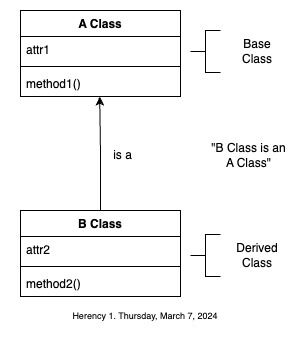 A Class
attr1
method1()
Base
Class
is a
"B Class is an
A Class"
B Class
attr2
method2()
Derived
Class
Herency 1. Thursday, March 7, 2024